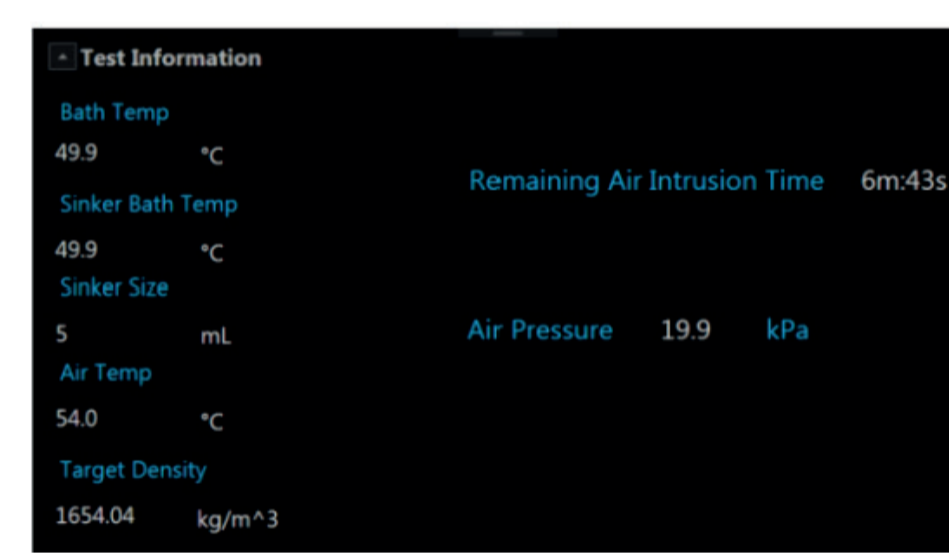 Test Information
Bath Temp
49.9 °C
Remaining Air Intrusion Time 6m:43s
Sinker Bath Temp
49.9 °C
Sinker Size
5 mL
Air Pressure 19.9 kPa
Air Temp
54.0 °C
Target Density
1654.04 kg/m^3